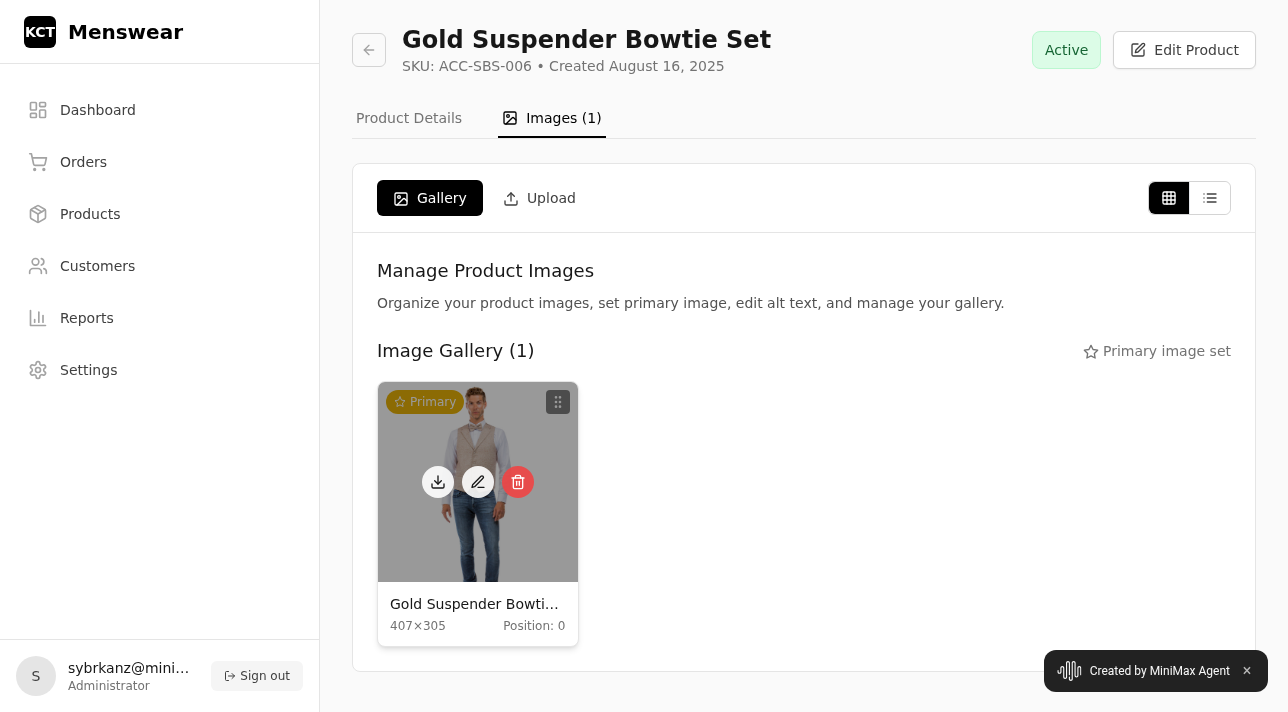 KCT Menswear
Dashboard
Orders
Products
Customers
Reports
Settings
S
sybrkanz@mini...
Administrator
Sign out
Gold Suspender Bowtie Set
SKU: ACC-SBS-006 • Created August 16, 2025
Active
Edit Product
Product Details
Images (1)
Gallery
Upload
Manage Product Images
Organize your product images, set primary image, edit alt text, and manage your gallery.
Image Gallery (1)
Primary image set
Primary
Gold Suspender Bowti...
407×305
Position: 0
Created by MiniMax Agent